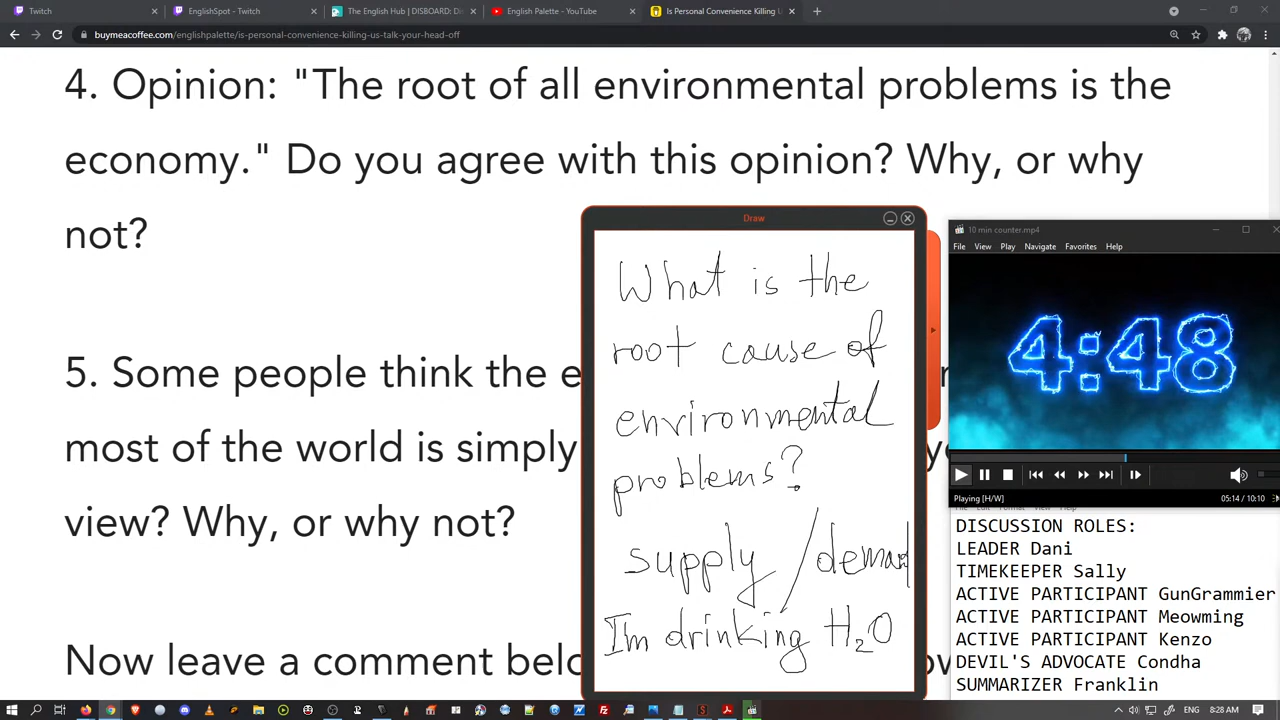 Twitch
EnglishSpot - Twitch
The English Hub | DISBOARD: Di
English Palette - YouTube
Is Personal Convenience Killing U
buymeacoffee.com/englishpalette/is-personal-convenience-killing-us-talk-your-head-off
4. Opinion: "The root of all environmental problems is the
economy." Do you agree with this opinion? Why, or why
not?
5. Some people think the e
most of the world is simply
view? Why, or why not?
Now leave a comment belo
Draw
What is the
root cause of
environmental
problems?
supply / demand
I'm drinking H₂O
10 min counter.mp4
File View Play Navigate Favorites Help
4:48
Playing [H/W]
05:14 / 10:10
DISCUSSION ROLES:
LEADER Dani
TIMEKEEPER Sally
ACTIVE PARTICIPANT GunGrammier
ACTIVE PARTICIPANT Meowming
ACTIVE PARTICIPANT Kenzo
DEVIL'S ADVOCATE Condha
SUMMARIZER Franklin
ENG
8:28 AM